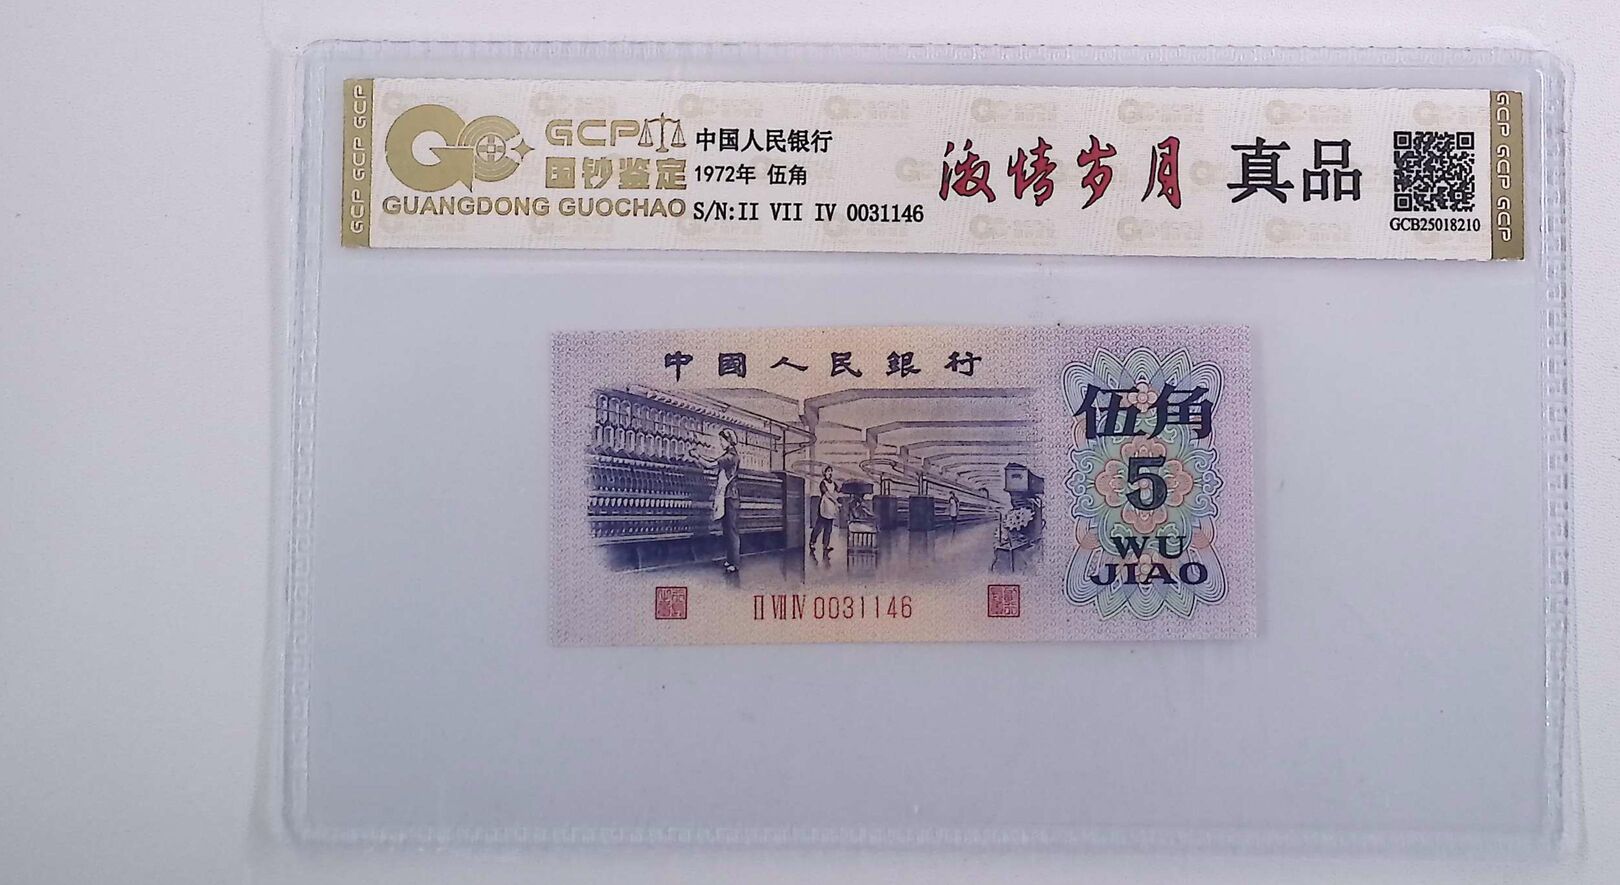 GCP GCP GCP
GCP
国钞鉴定
GUANGDONG GUOCHAO
中国人民银行
1972年 伍角
S/N:II VII IV 0031146
激情岁月
真品
GCB25018210
GCP GCP GCP
中國人民銀行
伍角
5
WU
JIAO
II VII IV 0031146